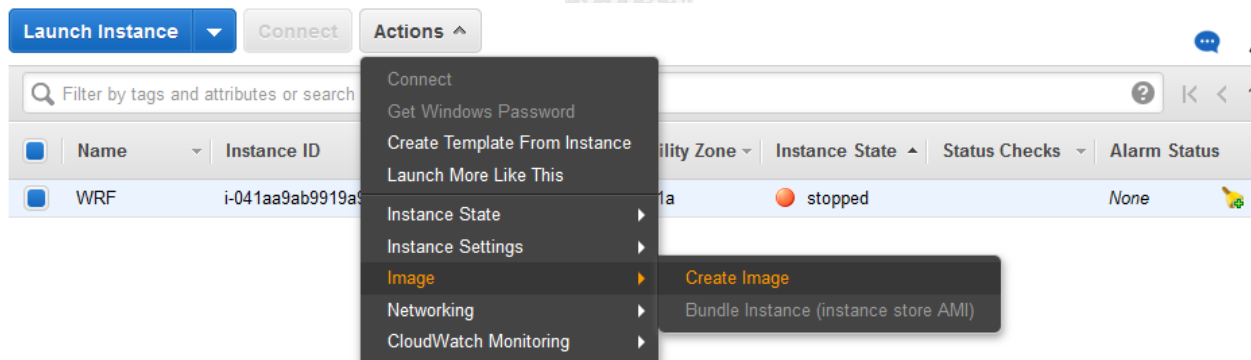 Launch Instance
Connect
Actions
Filter by tags and attributes or search
Connect
Get Windows Password
Create Template From Instance
Launch More Like This
Instance State
Instance Settings
Image
Networking
CloudWatch Monitoring
Create Image
Bundle Instance (instance store AMI)
Name Instance ID ility Zone Instance State Status Checks Alarm Status
WRF i-041aa9ab9919a9 1a stopped None